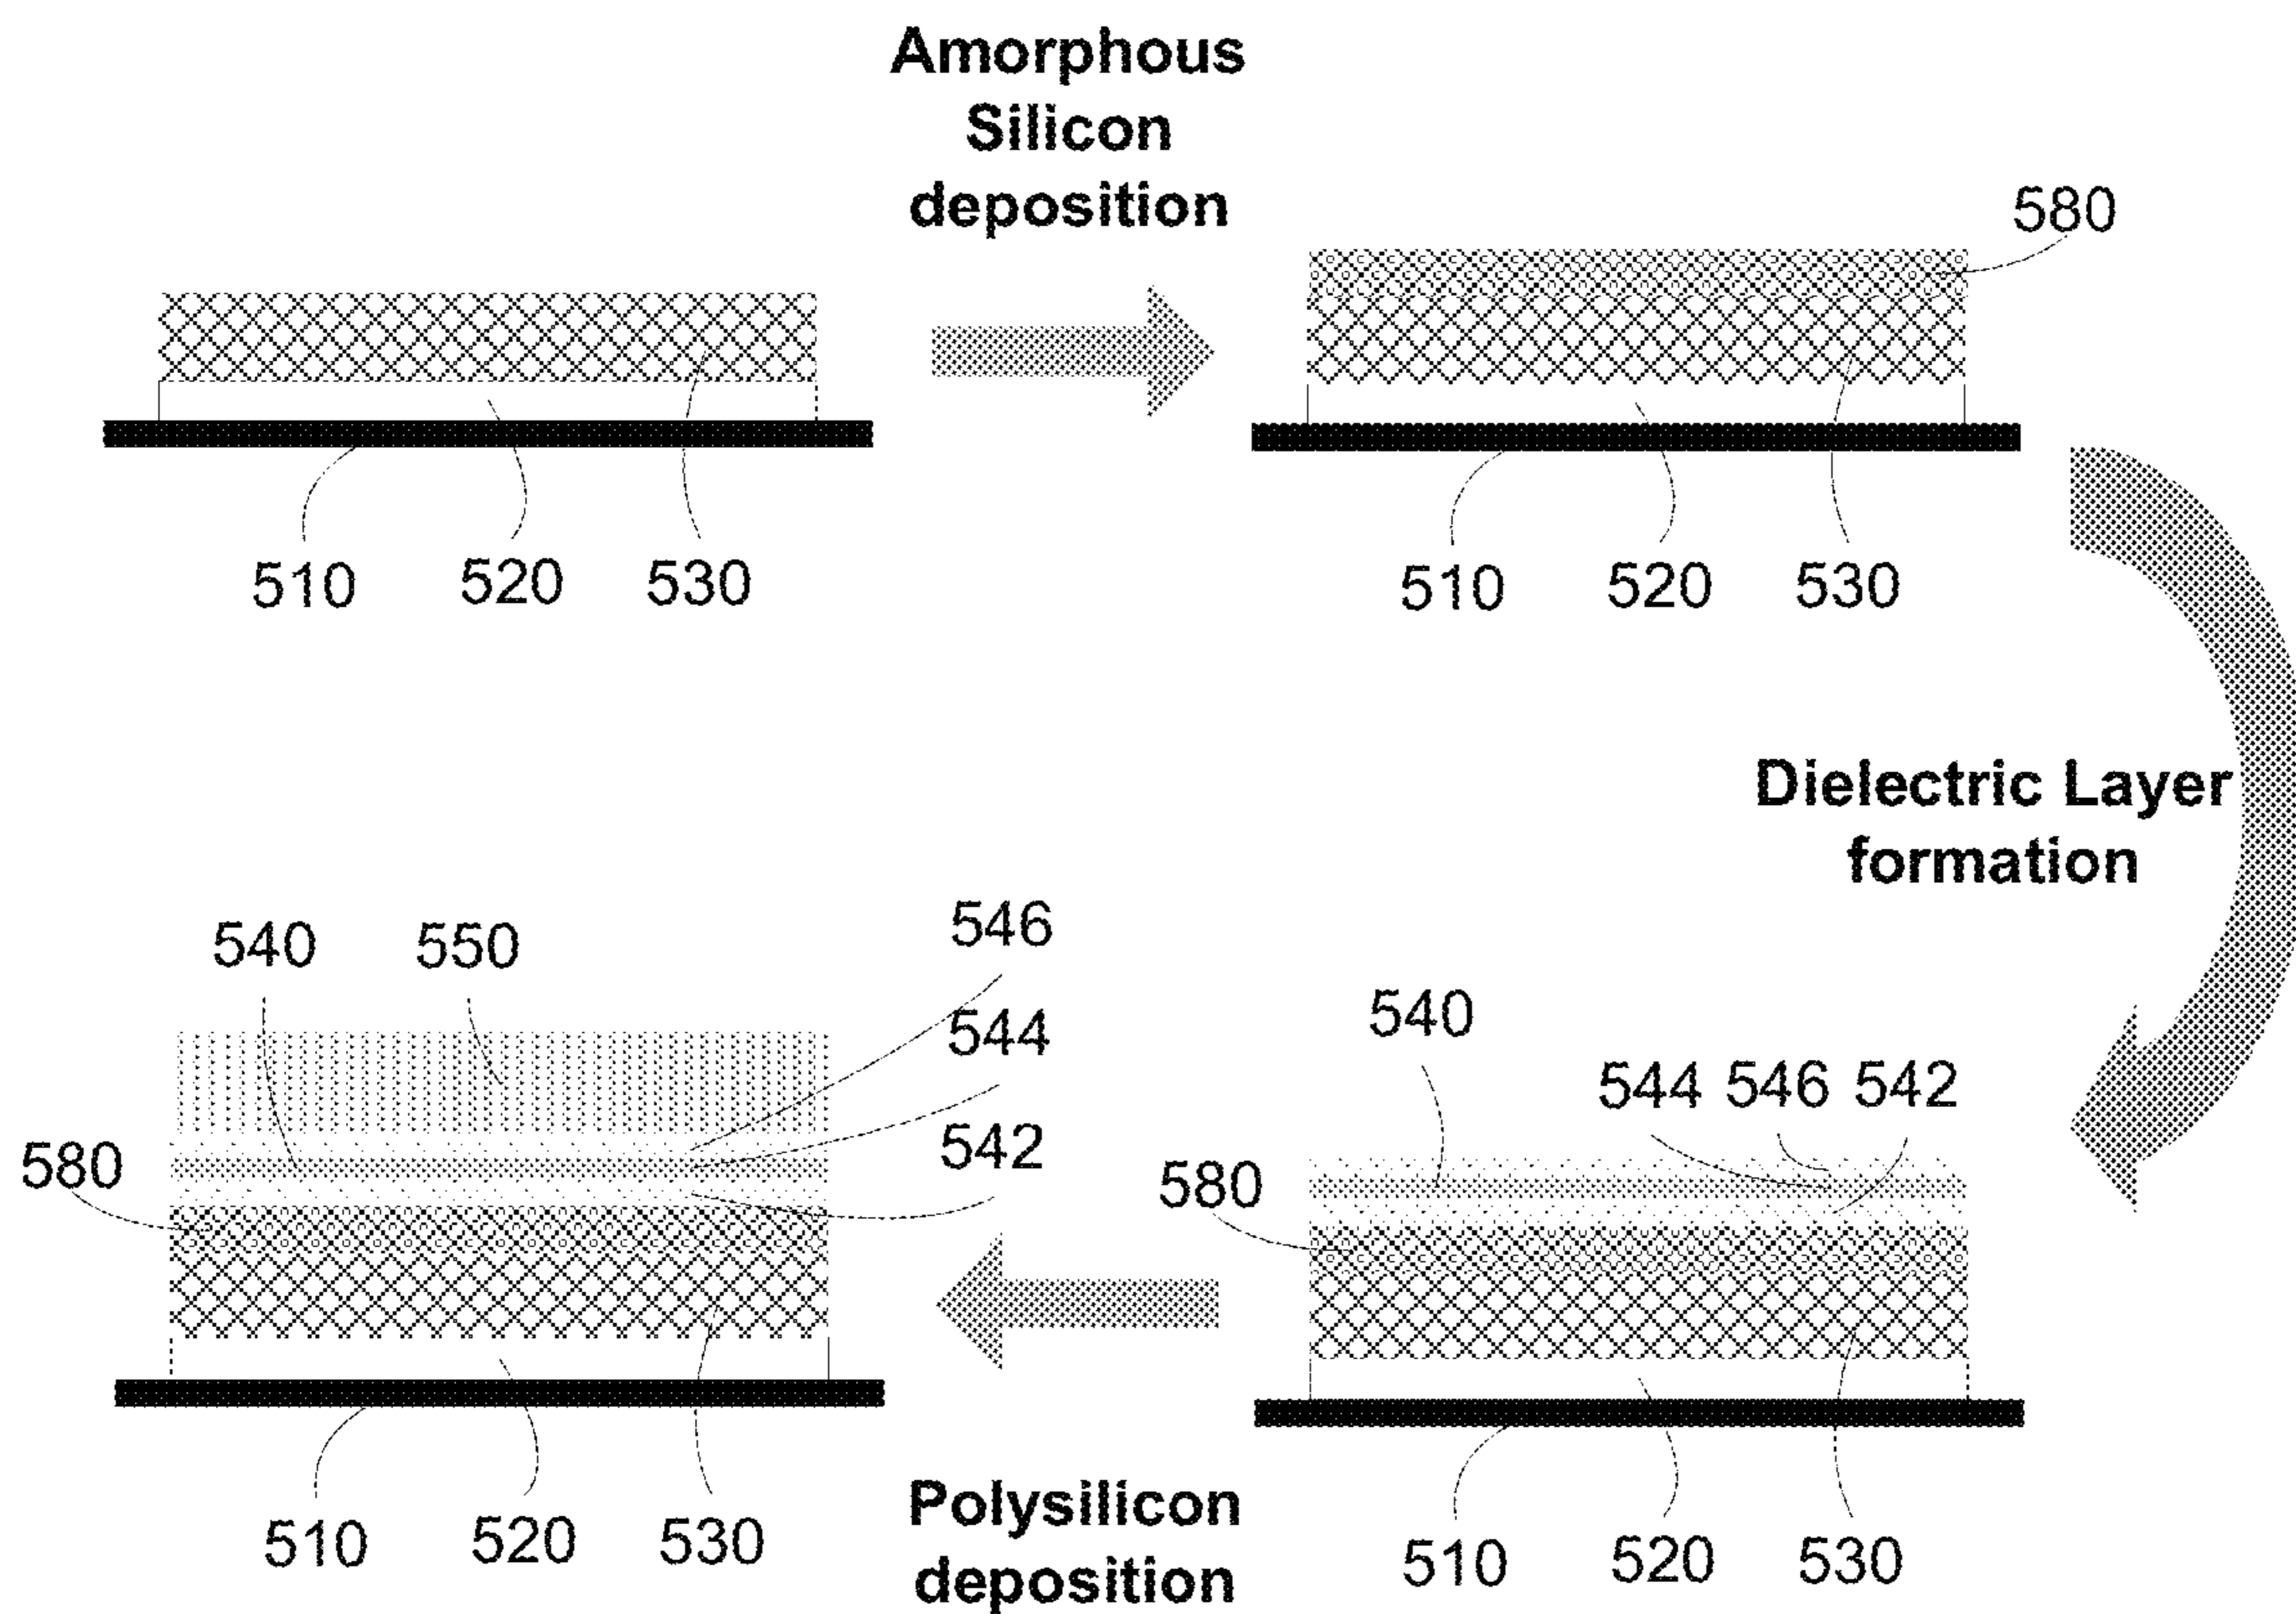 Amorphous
Silicon
deposition
580
510 520 530
510 520 530
Dielectric Layer
formation
540 550 546
544
542
580
540
544 546 542
580
510 520 530
510 520 530
Polysilicon
deposition